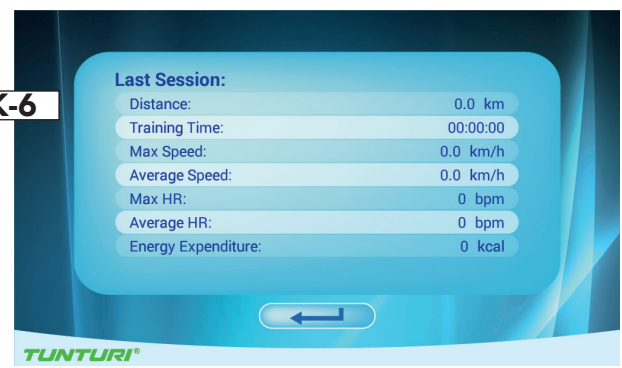 Last Session:
Distance: 0.0 km
-6
Training Time: 00:00:00
Max Speed: 0.0 km/h
Average Speed: 0.0 km/h
Max HR: 0 bpm
Average HR: 0 bpm
Energy Expenditure: 0 kcal
TUNTURI®